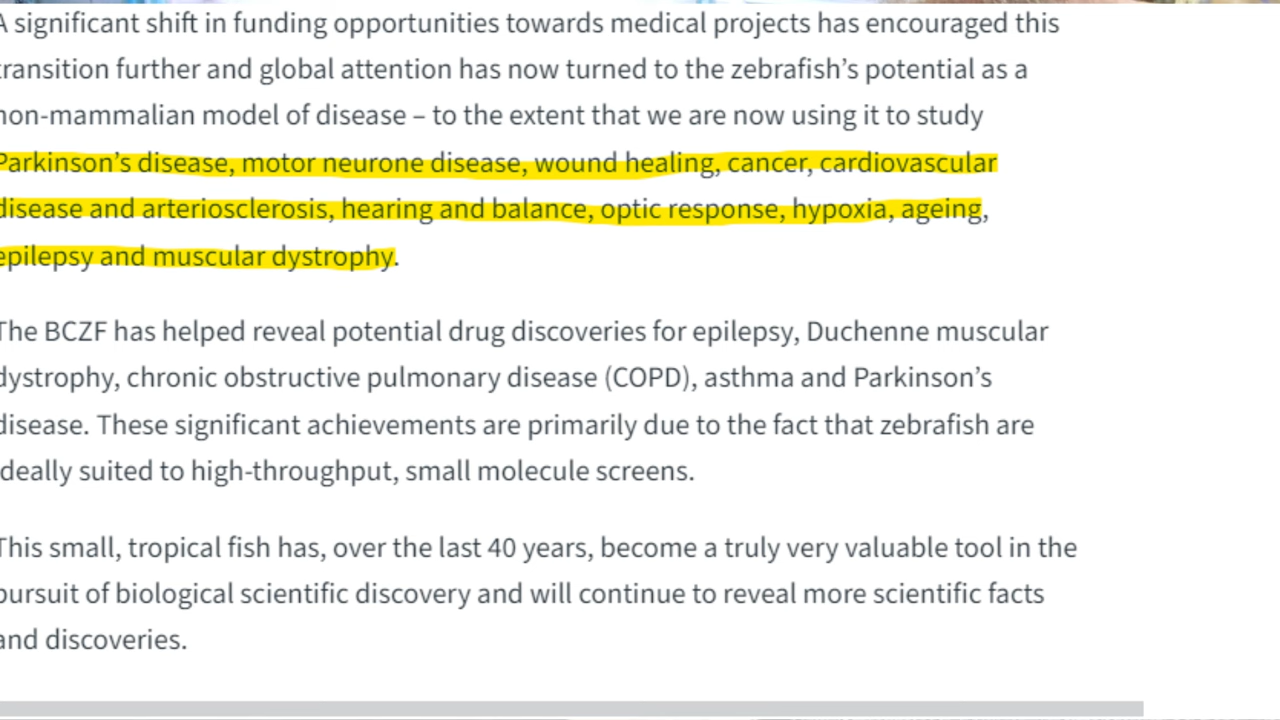 A significant shift in funding opportunities towards medical projects has encouraged this
transition further and global attention has now turned to the zebrafish’s potential as a
non-mammalian model of disease – to the extent that we are now using it to study
Parkinson’s disease, motor neurone disease, wound healing, cancer, cardiovascular
disease and arteriosclerosis, hearing and balance, optic response, hypoxia, ageing,
epilepsy and muscular dystrophy.
The BCZF has helped reveal potential drug discoveries for epilepsy, Duchenne muscular
dystrophy, chronic obstructive pulmonary disease (COPD), asthma and Parkinson’s
disease. These significant achievements are primarily due to the fact that zebrafish are
ideally suited to high-throughput, small molecule screens.
This small, tropical fish has, over the last 40 years, become a truly very valuable tool in the
pursuit of biological scientific discovery and will continue to reveal more scientific facts
and discoveries.